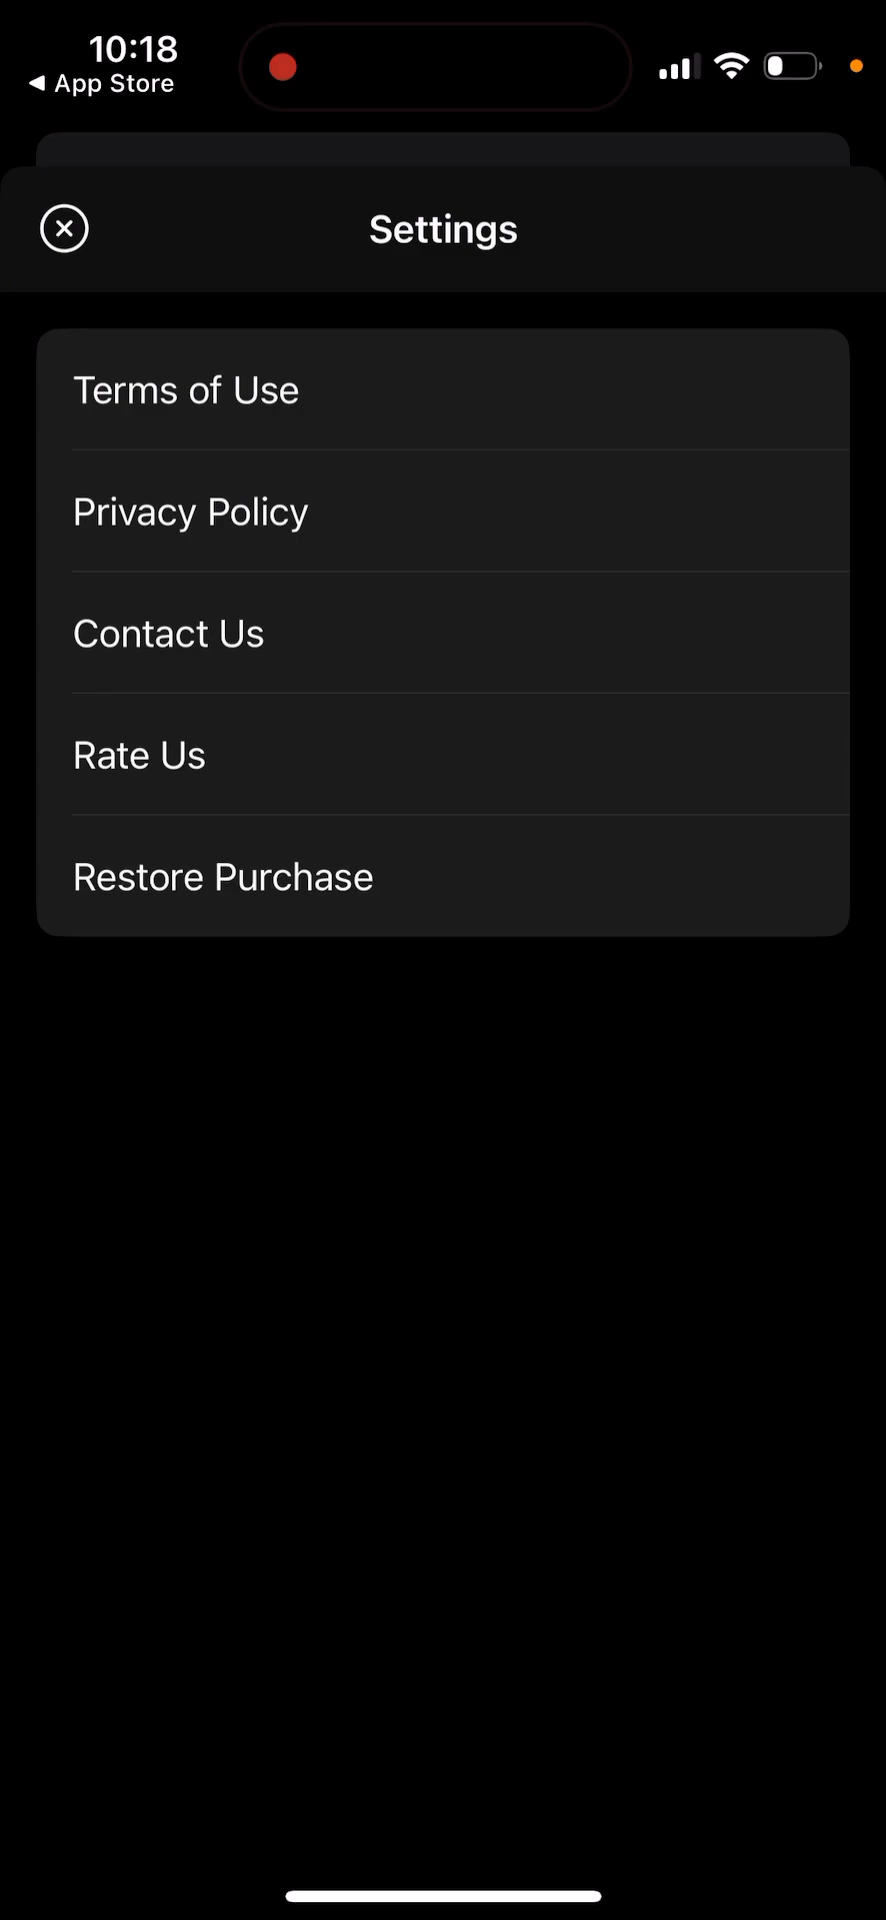 10:18
App Store
Settings
Terms of Use
Privacy Policy
Contact Us
Rate Us
Restore Purchase